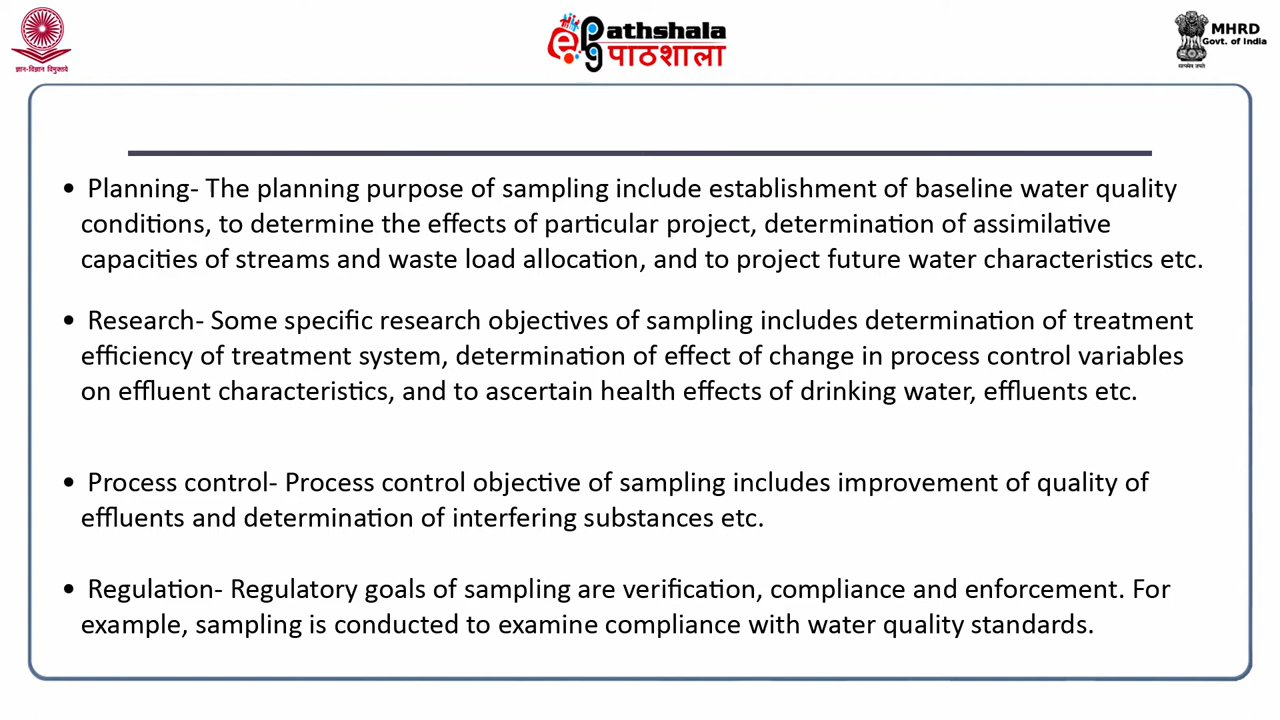 ज्ञान-विज्ञान विमुक्तये
ePG athshala
पाठशाला
MHRD
Govt. of India
सत्यमेव जयते
• Planning- The planning purpose of sampling include establishment of baseline water quality
conditions, to determine the effects of particular project, determination of assimilative
capacities of streams and waste load allocation, and to project future water characteristics etc.
• Research- Some specific research objectives of sampling includes determination of treatment
efficiency of treatment system, determination of effect of change in process control variables
on effluent characteristics, and to ascertain health effects of drinking water, effluents etc.
• Process control- Process control objective of sampling includes improvement of quality of
effluents and determination of interfering substances etc.
• Regulation- Regulatory goals of sampling are verification, compliance and enforcement. For
example, sampling is conducted to examine compliance with water quality standards.